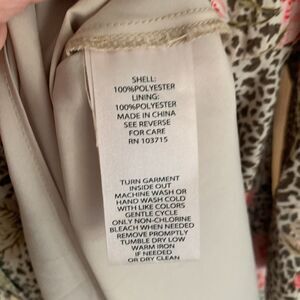 SHELL:
100%POLYESTER
LINING:
100%POLYESTER
MADE IN CHINA
SEE REVERSE
FOR CARE
RN 103715
TURN GARMENT
INSIDE OUT
MACHINE WASH OR
HAND WASH COLD
WITH LIKE COLORS
GENTLE CYCLE
ONLY NON-CHLORINE
BLEACH WHEN NEEDED
REMOVE PROMPTLY
TUMBLE DRY LOW
WARM IRON
IF NEEDED
OR DRY CLEAN